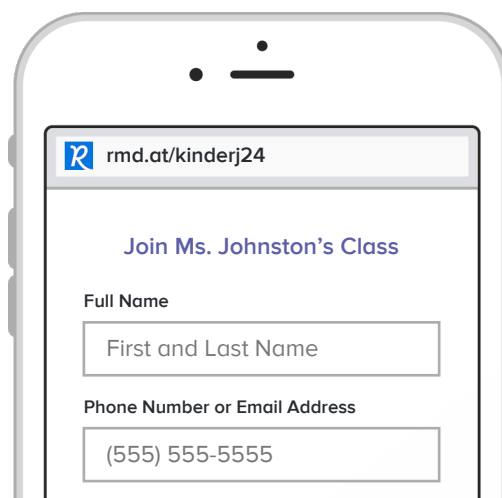 rmd.at/kinderj24
Join Ms. Johnston's Class
Full Name
First and Last Name
Phone Number or Email Address
(555) 555-5555